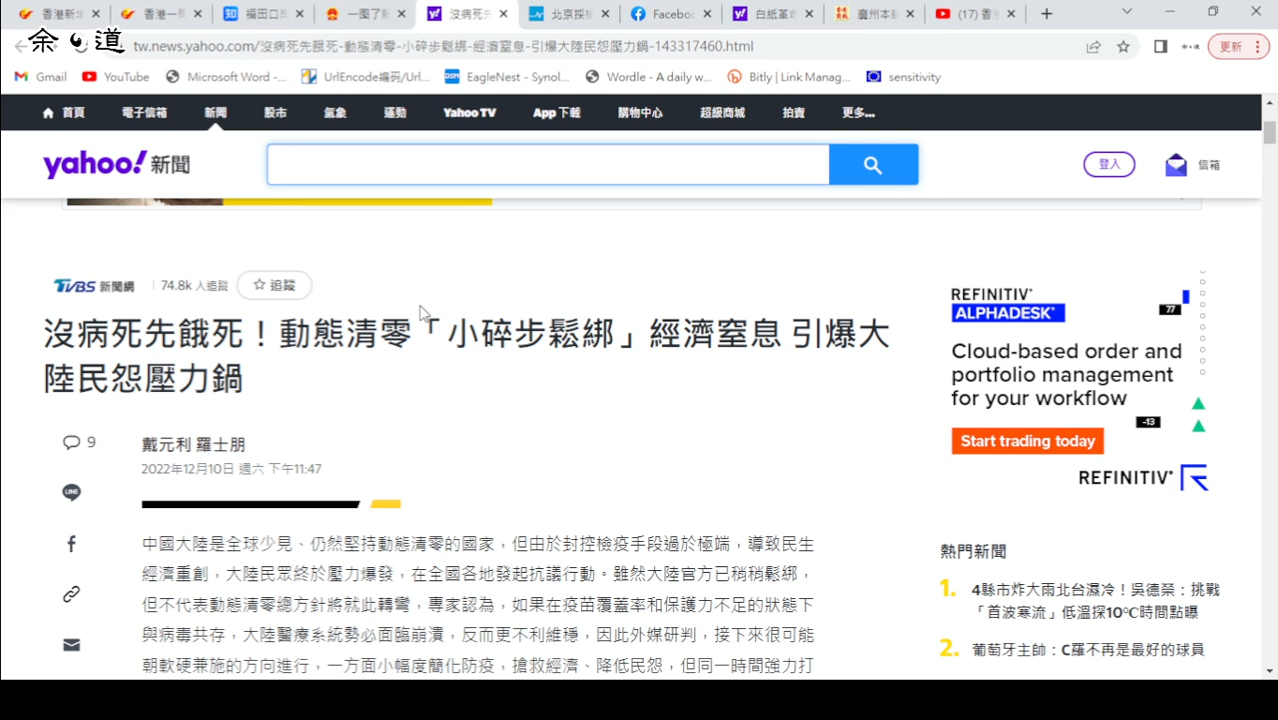 香港新增
香港一周
福田口岸
一圖了解
沒病死先
北京採樣
Facebo
白紙革命
廣州本
(17) 香港
余 道
tw.news.yahoo.com/沒病死先餓死-動態清零-小碎步鬆綁-經濟窒息-引爆大陸民怨壓力鍋-143317460.html
更新
Gmail
YouTube
Microsoft Word -...
UrlEncode編码/Url...
EagleNest - Synol...
Wordle - A daily w...
Bitly | Link Manag...
sensitivity
首頁 電子信箱 新聞 股市 氣象 運動 Yahoo TV App 下載 購物中心 超級商城 拍賣 更多...
yahoo! 新聞
登入
信箱
TVBS 新聞網
74.8k 人追蹤
追蹤
沒病死先餓死！動態清零「小碎步鬆綁」經濟窒息 引爆大
陸民怨壓力鍋
9
戴元利 羅士朋
2022年12月10日 週六 下午11:47
LINE
中國大陸是全球少見、仍然堅持動態清零的國家，但由於封控檢疫手段過於極端，導致民生
經濟重創，大陸民眾終於壓力爆發，在全國各地發起抗議行動。雖然大陸官方已稍稍鬆綁，
但不代表動態清零總方針將就此轉彎，專家認為，如果在疫苗覆蓋率和保護力不足的狀態下
與病毒共存，大陸醫療系統勢必面臨崩潰，反而更不利維穩，因此外媒研判，接下來很可能
朝軟硬兼施的方向進行，一方面小幅度簡化防疫，搶救經濟、降低民怨，但同一時間強力打
REFINITIV
ALPHADESK
77
Cloud-based order and
portfolio management
for your workflow
-13
Start trading today
REFINITIV
熱門新聞
1. 4縣市炸大雨北台濕冷！吳德榮：挑戰
「首波寒流」低溫探10℃時間點曝
2. 葡萄牙主帥：C羅不再是最好的球員